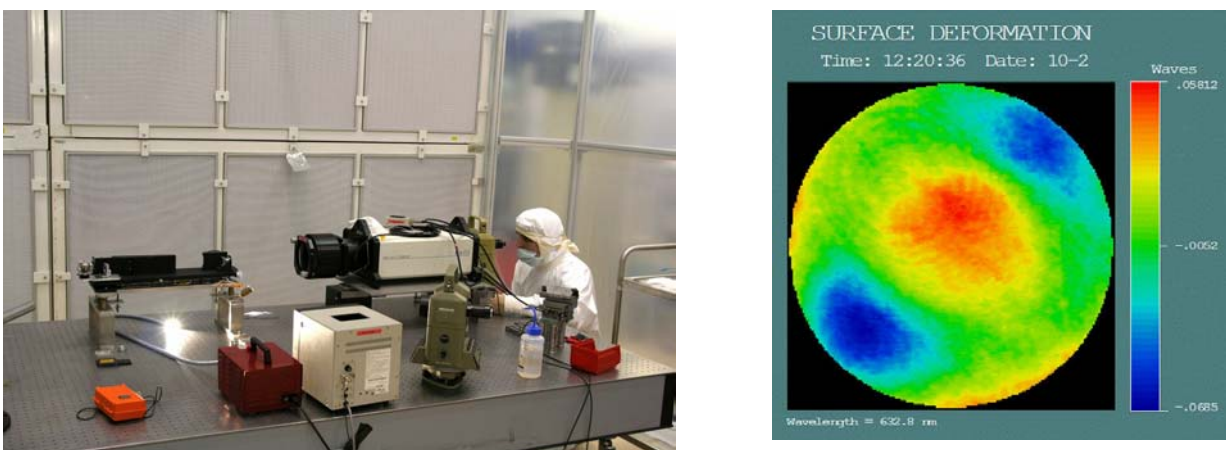 SURFACE DEFORMATION
Time: 12:20:36 Date: 10-2
Waves
.05812
-.0052
-.0685
Wavelength = 632.8 nm